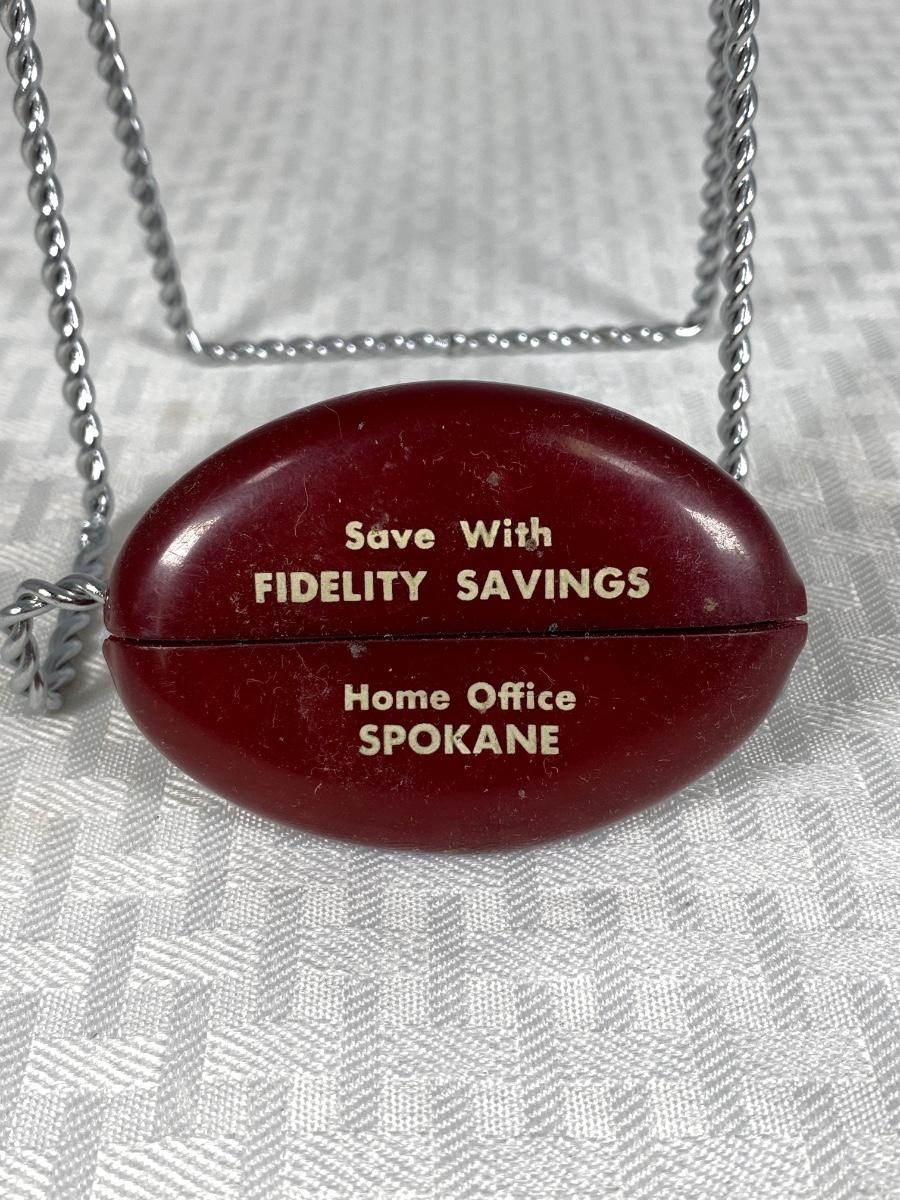 Save With
FIDELITY SAVINGS
Home Office
SPOKANE